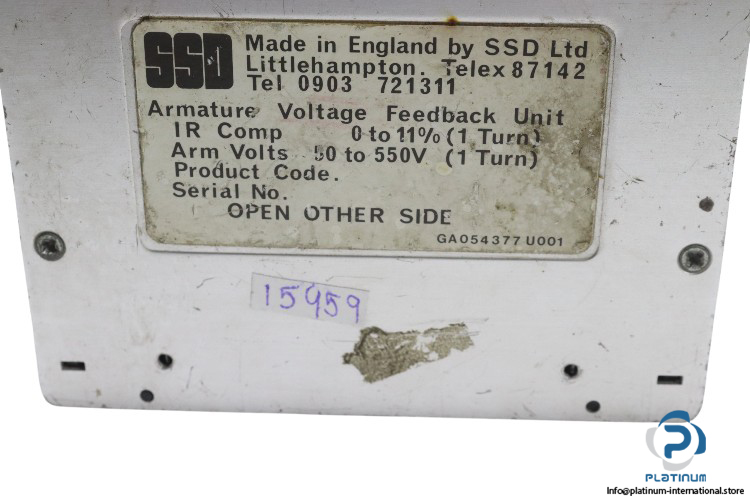 SSD
Made in England by SSD Ltd
Littlehampton. Telex 87142
Tel 0903 721311
Armature Voltage Feedback Unit
IR Comp 0 to 11% (1 Turn)
Arm Volts 50 to 550V (1 Turn)
Product Code.
Serial No.
OPEN OTHER SIDE
GA054377U001
15959
PLATINUM
Info@platinum-international.store